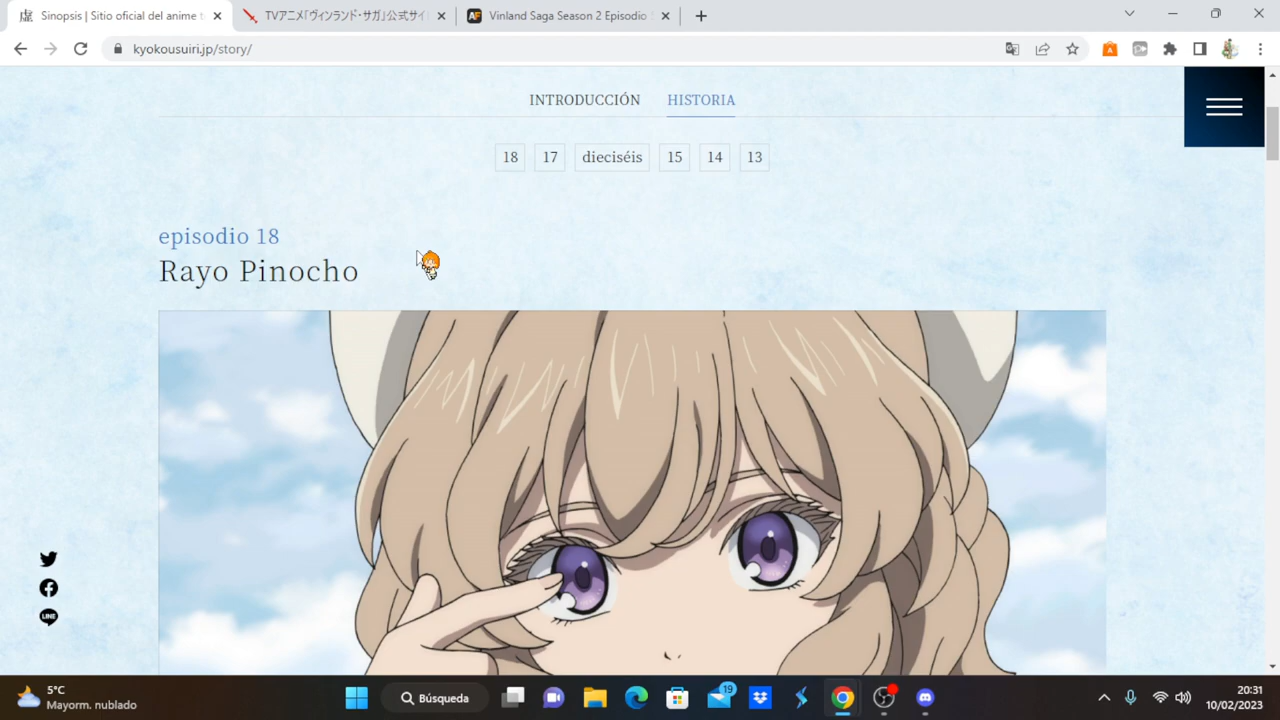 Sinopsis | Sitio oficial del anime t
TVアニメ「ヴィンランド・サガ」公式サイ
Vinland Saga Season 2 Episodio
kyokousuiri.jp/story/
INTRODUCCIÓN HISTORIA
18 17 dieciséis 15 14 13
episodio 18
Rayo Pinocho
LINE
5°C
Mayorm. nublado
Búsqueda
19
20:31
10/02/2023